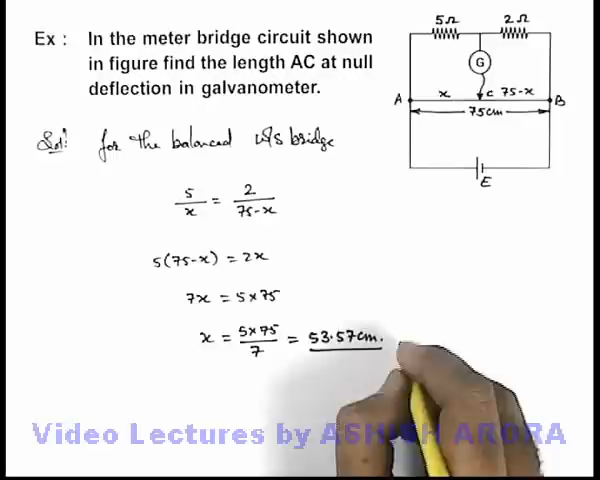 Ex : In the meter bridge circuit shown
in figure find the length AC at null
deflection in galvanometer.
5Ω 2Ω
G
A x C 75-x B
75cm
E
Sol: for the balanced W/S bridge
5/x = 2/75-x
5(75-x) = 2x
7x = 5×75
x = 5×75/7 = 53.57cm.
Video Lectures by ASHISH ARORA